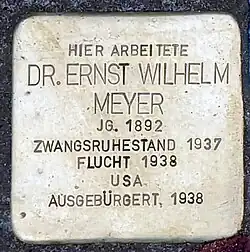 HIER ARBEITETE
DR. ERNST WILHELM
MEYER
JG. 1892
ZWANGSRUHESTAND 1937
FLUCHT 1938
USA
AUSGEBÜRGERT, 1938